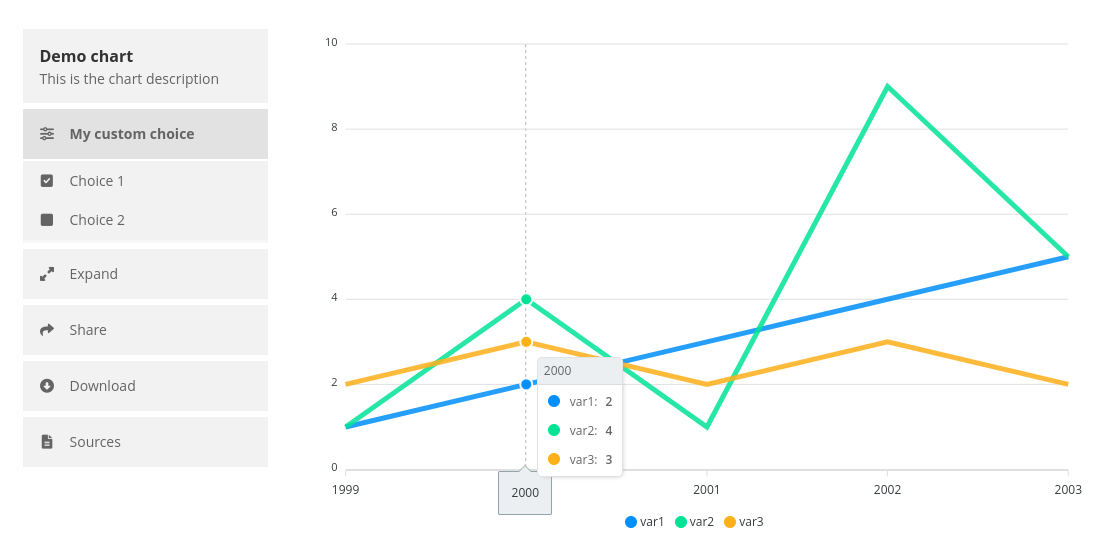 Demo chart
This is the chart description
My custom choice
Choice 1
Choice 2
Expand
Share
Download
Sources
10
8
6
4
2
0
2000
var1: 2
var2: 4
var3: 3
1999
2000
2001
2002
2003
var1 var2 var3